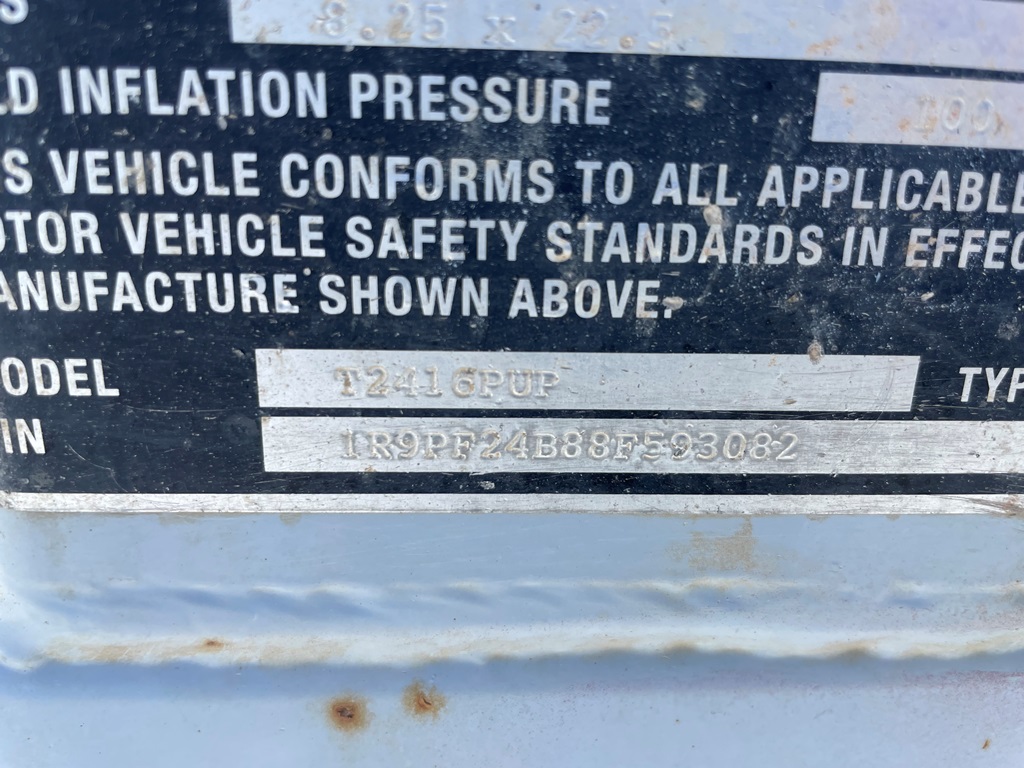 S 8.25 x 22.5
LD INFLATION PRESSURE 100
S VEHICLE CONFORMS TO ALL APPLICABLE
OTOR VEHICLE SAFETY STANDARDS IN EFFEC
ANUFACTURE SHOWN ABOVE.
ODEL T2416PUP TYP
IN 1R9PF24B88F593082